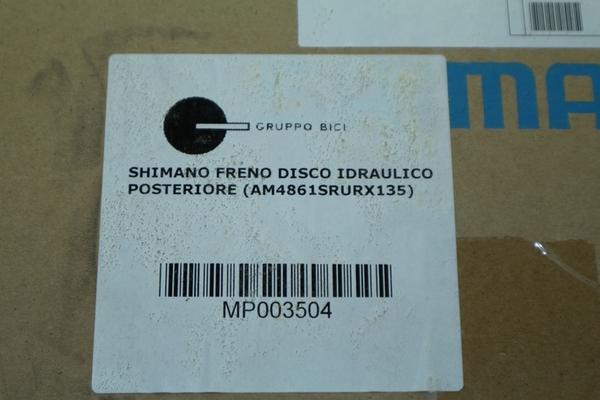 MA
GRUPPO BICI
SHIMANO FRENO DISCO IDRAULICO
POSTERIORE (AM4861SRURX135)
MP003504